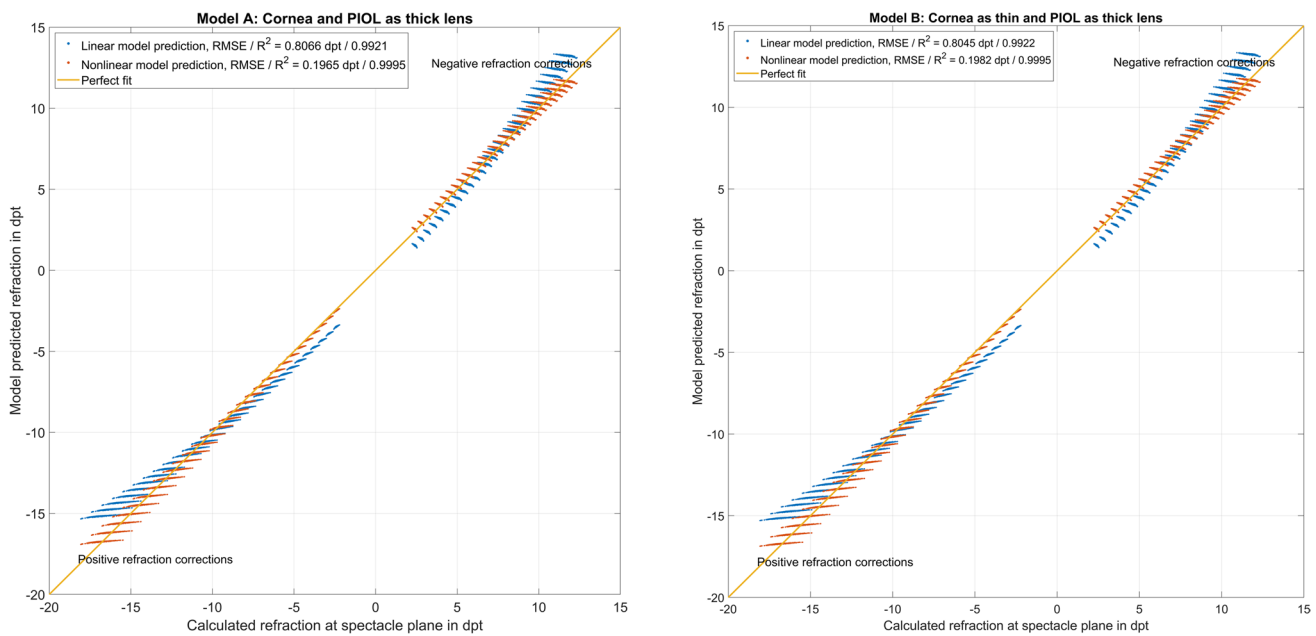 Model A: Cornea and PIOL as thick lens
Linear model prediction, RMSE / R² = 0.8066 dpt / 0.9921
Nonlinear model prediction, RMSE / R² = 0.1965 dpt / 0.9995
Perfect fit
Negative refraction corrections
Positive refraction corrections
15
10
5
0
-5
-10
-15
-20
Model predicted refraction in dpt
-20
-15
-10
-5
0
5
10
15
Calculated refraction at spectacle plane in dpt
Model B: Cornea as thin and PIOL as thick lens
Linear model prediction, RMSE / R² = 0.8045 dpt / 0.9922
Nonlinear model prediction, RMSE / R² = 0.1982 dpt / 0.9995
Perfect fit
Negative refraction corrections
Positive refraction corrections
15
10
5
0
-5
-10
-15
-20
Model predicted refraction in dpt
-20
-15
-10
-5
0
5
10
15
Calculated refraction at spectacle plane in dpt